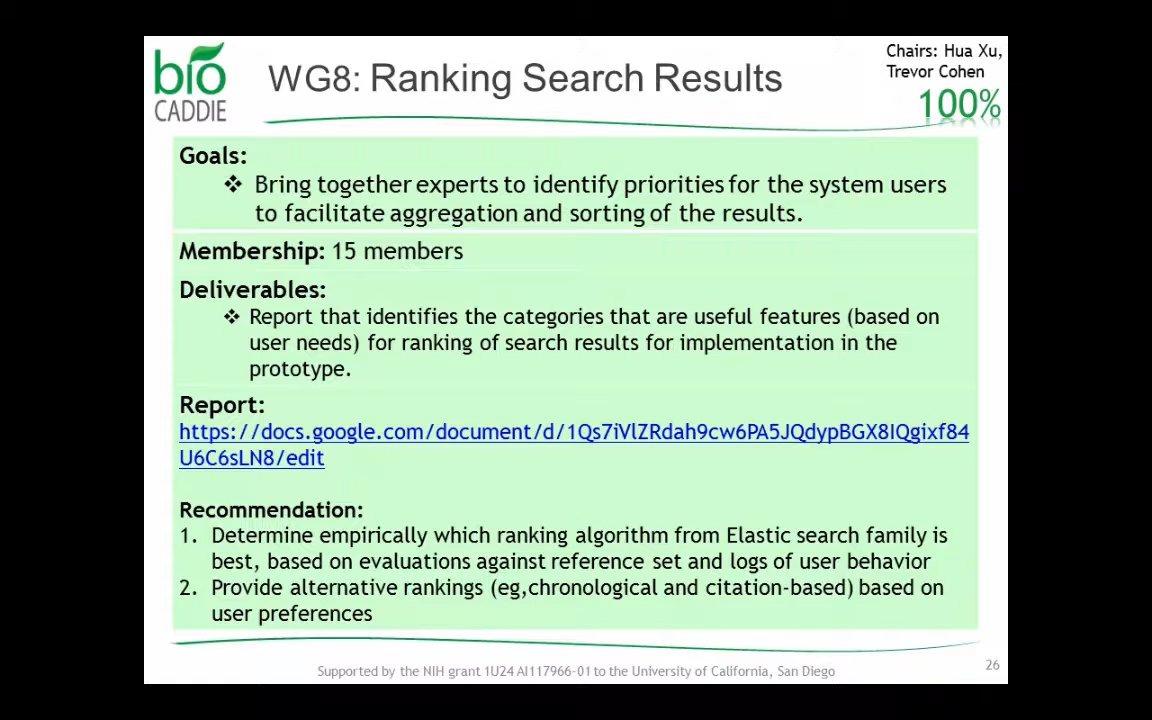 bio
CADDIE
WG8: Ranking Search Results
Chairs: Hua Xu,
Trevor Cohen
100%
Goals:
❖ Bring together experts to identify priorities for the system users
to facilitate aggregation and sorting of the results.
Membership: 15 members
Deliverables:
❖ Report that identifies the categories that are useful features (based on
user needs) for ranking of search results for implementation in the
prototype.
Report:
https://docs.google.com/document/d/1Qs7iVlZRdah9cw6PA5JQdypBGX8IQgixf84
U6C6sLN8/edit
Recommendation:
1. Determine empirically which ranking algorithm from Elastic search family is
best, based on evaluations against reference set and logs of user behavior
2. Provide alternative rankings (eg,chronological and citation-based) based on
user preferences
Supported by the NIH grant 1U24 AI117966-01 to the University of California, San Diego
26